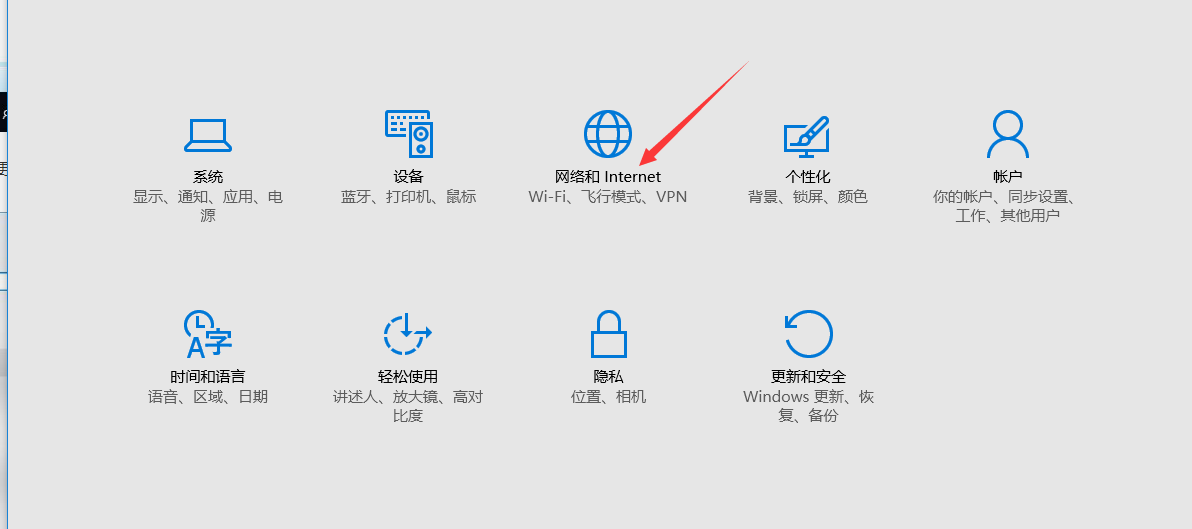 系统
显示、通知、应用、电
源
设备
蓝牙、打印机、鼠标
网络和 Internet
Wi-Fi、飞行模式、VPN
个性化
背景、锁屏、颜色
帐户
你的帐户、同步设置、
工作、其他用户
时间和语言
语音、区域、日期
轻松使用
讲述人、放大镜、高对
比度
隐私
位置、相机
更新和安全
Windows 更新、恢
复、备份